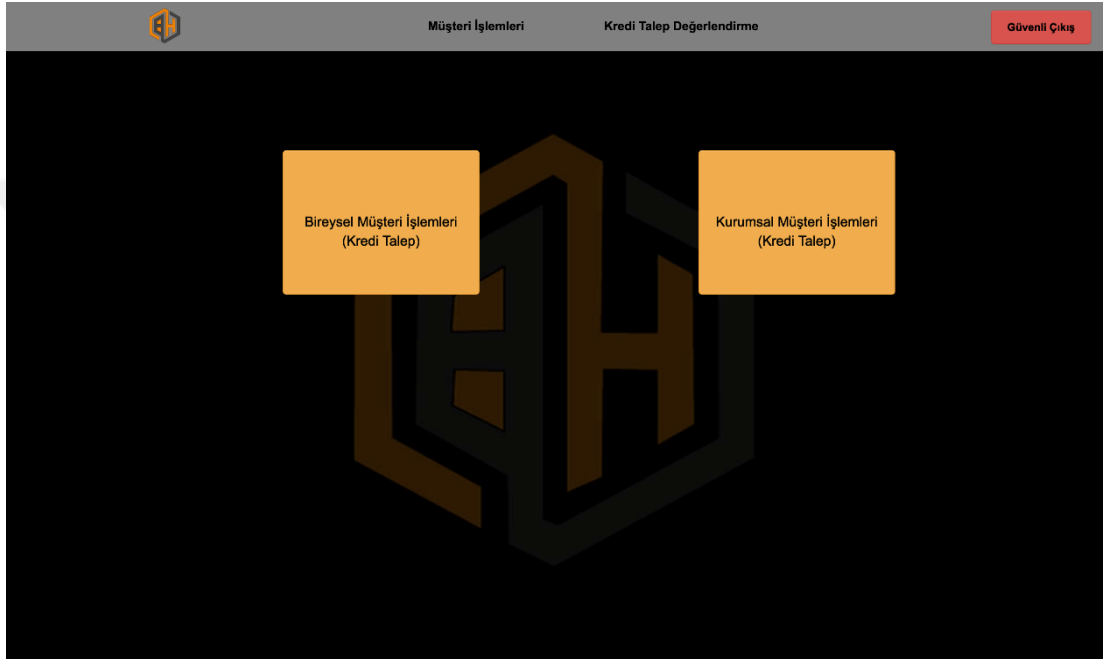 Müşteri İşlemleri
Kredi Talep Değerlendirme
Güvenli Çıkış
Bireysel Müşteri İşlemleri
(Kredi Talep)
Kurumsal Müşteri İşlemleri
(Kredi Talep)